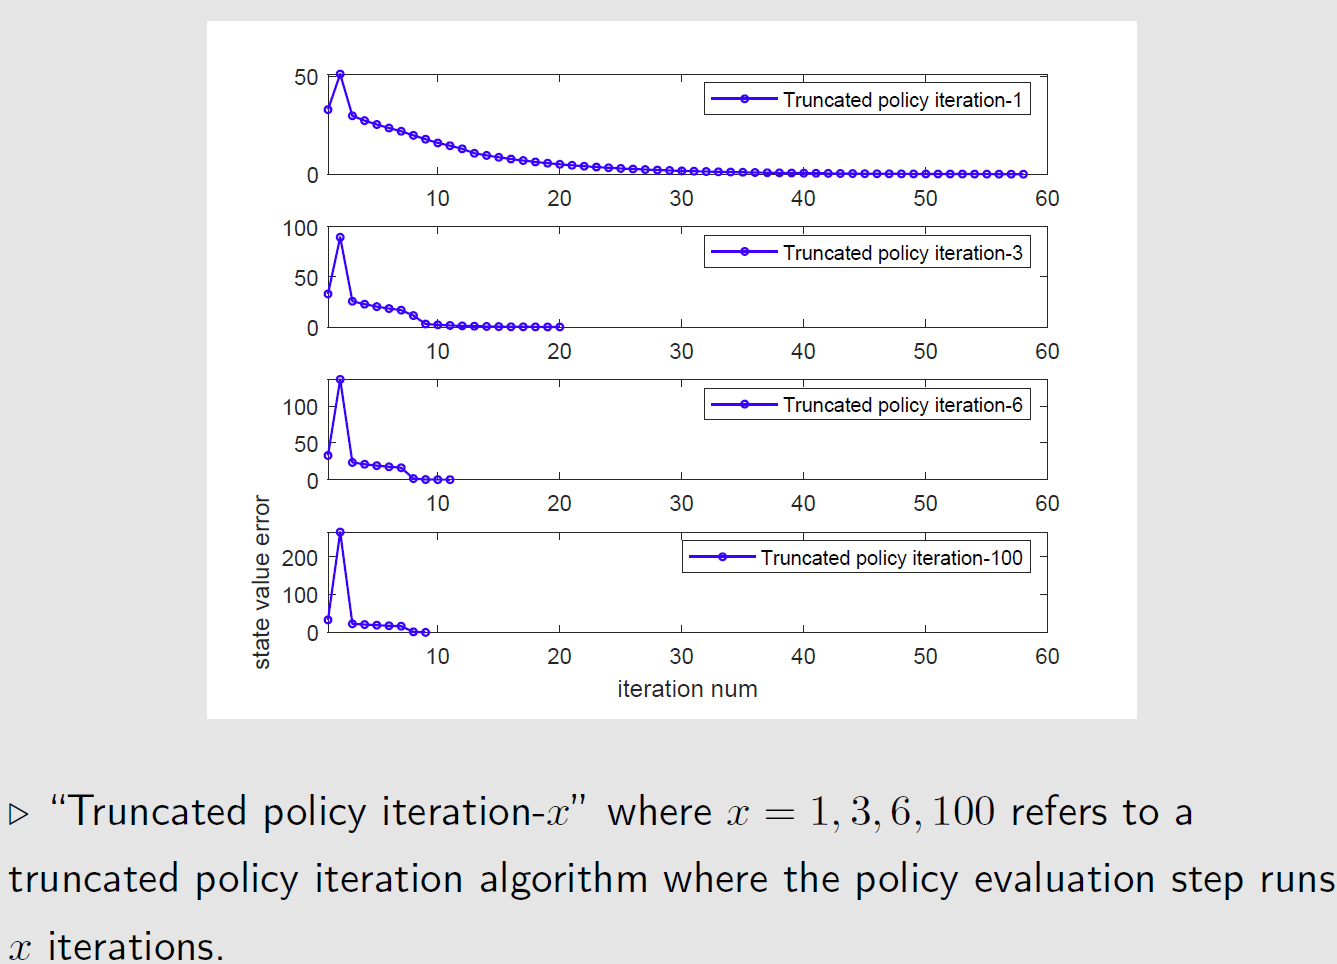 50
0
Truncated policy iteration-1
10 20 30 40 50 60
100
50
0
Truncated policy iteration-3
10 20 30 40 50 60
100
50
0
Truncated policy iteration-6
10 20 30 40 50 60
200
100
0
Truncated policy iteration-100
10 20 30 40 50 60
state value error
iteration num
▷ “Truncated policy iteration-x” where x = 1, 3, 6, 100 refers to a
truncated policy iteration algorithm where the policy evaluation step runs
x iterations.